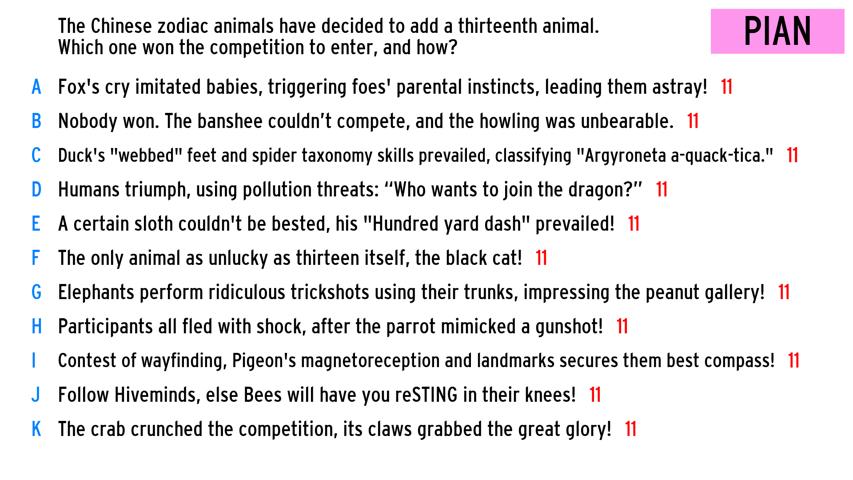 The Chinese zodiac animals have decided to add a thirteenth animal.
Which one won the competition to enter, and how?
PIAN
A Fox's cry imitated babies, triggering foes' parental instincts, leading them astray! 11
B Nobody won. The banshee couldn't compete, and the howling was unbearable. 11
C Duck's "webbed" feet and spider taxonomy skills prevailed, classifying "Argyroneta a-quack-tica." 11
D Humans triumph, using pollution threats: “Who wants to join the dragon?” 11
E A certain sloth couldn't be bested, his "Hundred yard dash" prevailed! 11
F The only animal as unlucky as thirteen itself, the black cat! 11
G Elephants perform ridiculous trickshots using their trunks, impressing the peanut gallery! 11
H Participants all fled with shock, after the parrot mimicked a gunshot! 11
I Contest of wayfinding, Pigeon's magnetoreception and landmarks secures them best compass! 11
J Follow Hiveminds, else Bees will have you reSTING in their knees! 11
K The crab crunched the competition, its claws grabbed the great glory! 11